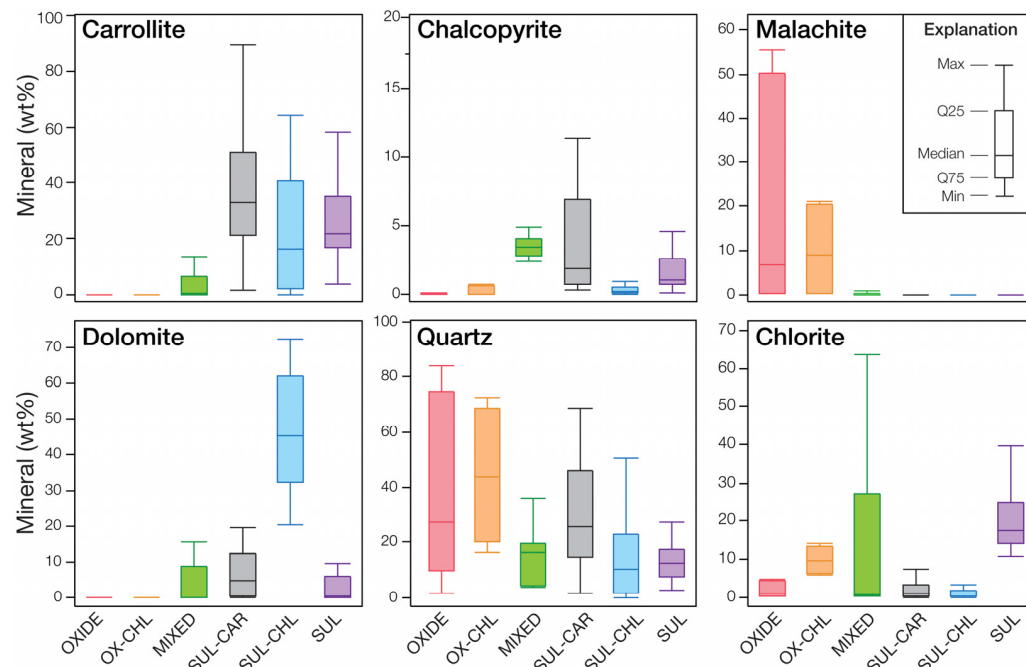 Carrollite
Mineral (wt%)
100
80
60
40
20
0
Chalcopyrite
20
15
10
5
0
Malachite
60
50
40
30
20
10
0
Explanation
Max
Q25
Median
Q75
Min
Dolomite
Mineral (wt%)
70
60
50
40
70
20
10
0
OXIDE
OX-CHL
MIXED
SUL-CAR
SUL-CHL
SUL
Quartz
100
80
60
40
20
0
OXIDE
OX-CHL
MIXED
SUL-CAR
SUL-CHL
SUL
Chlorite
70
60
50
40
30
20
10
0
OXIDE
OX-CHL
MIXED
SUL-CAR
SUL-CHL
SUL